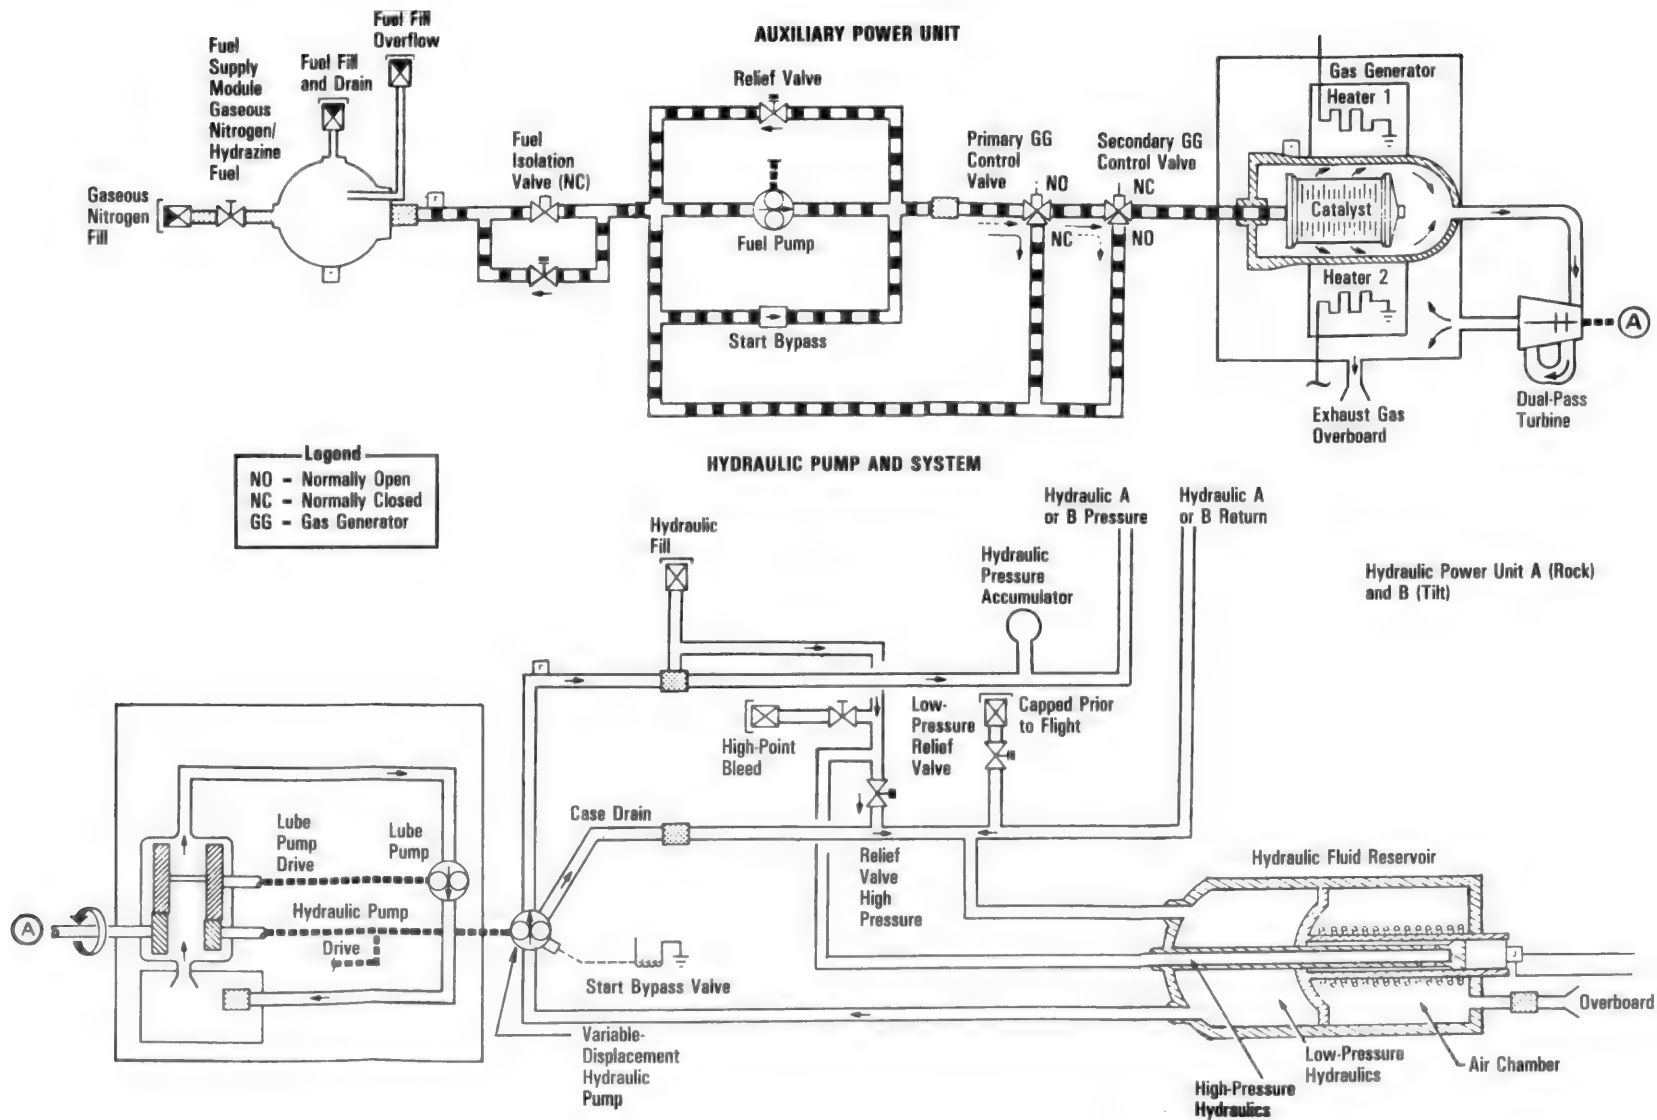 AUXILIARY POWER UNIT
Fuel Fill
Overflow
Fuel
Supply
Module
Gaseous
Nitrogen/
Hydrazine
Fuel
Fuel Fill
and Drain
Gaseous
Nitrogen
Fill
Fuel
Isolation
Valve (NC)
Relief Valve
Fuel Pump
Start Bypass
Primary GG
Control
Valve
NO
NC
Secondary GG
Control Valve
NC
NO
Gas Generator
Heater 1
Catalyst
Heater 2
A
Exhaust Gas
Overboard
Dual-Pass
Turbine
Legend
NO - Normally Open
NC - Normally Closed
GG - Gas Generator
HYDRAULIC PUMP AND SYSTEM
Hydraulic A
or B Pressure
Hydraulic A
or B Return
Hydraulic
Fill
Hydraulic
Pressure
Accumulator
Hydraulic Power Unit A (Rock)
and B (Tilt)
High-Point
Bleed
Low-
Pressure
Relief
Valve
Capped Prior
to Flight
Case Drain
Lube
Pump
Drive
Lube
Pump
Relief
Valve
High
Pressure
Hydraulic Fluid Reservoir
A
Hydraulic Pump
Drive
Start Bypass Valve
Variable-
Displacement
Hydraulic
Pump
Overboard
Low-Pressure
Hydraulics
Air Chamber
High-Pressure
Hydraulics